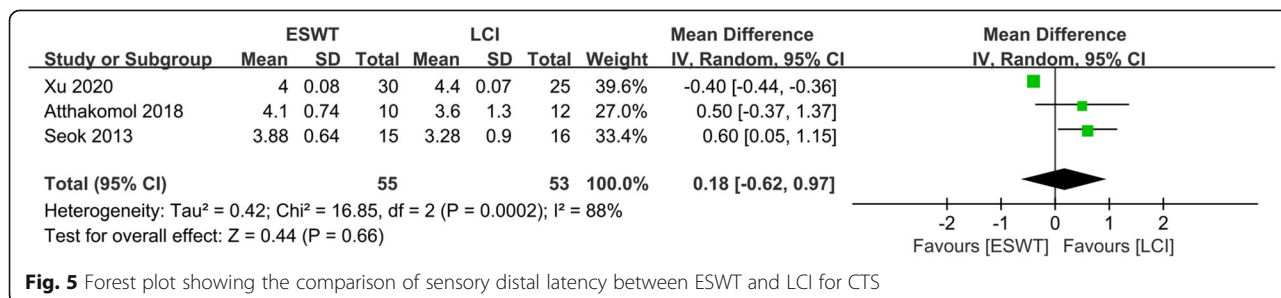 ESWT LCI Mean Difference Mean Difference
Study or Subgroup Mean SD Total Mean SD Total Weight IV, Random, 95% CI IV, Random, 95% CI
Xu 2020 4 0.08 30 4.4 0.07 25 39.6% -0.40 [-0.44, -0.36]
Atthakomol 2018 4.1 0.74 10 3.6 1.3 12 27.0% 0.50 [-0.37, 1.37]
Seok 2013 3.88 0.64 15 3.28 0.9 16 33.4% 0.60 [0.05, 1.15]
Total (95% CI) 55 53 100.0% 0.18 [-0.62, 0.97]
Heterogeneity: Tau² = 0.42; Chi² = 16.85, df = 2 (P = 0.0002); I² = 88%
Test for overall effect: Z = 0.44 (P = 0.66)
-2 -1 0 1 2
Favours [ESWT] Favours [LCI]
Fig. 5 Forest plot showing the comparison of sensory distal latency between ESWT and LCI for CTS